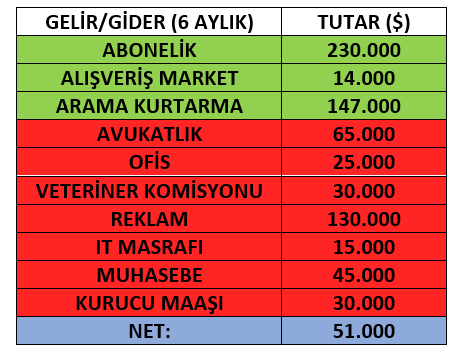 GELİR/GİDER (6 AYLIK) TUTAR ($)
ABONELİK 230.000
ALIŞVERİŞ MARKET 14.000
ARAMA KURTARMA 147.000
AVUKATLIK 65.000
OFİS 25.000
VETERİNER KOMİSYONU 30.000
REKLAM 130.000
IT MASRAFI 15.000
MUHASEBE 45.000
KURUCU MAAŞI 30.000
NET: 51.000